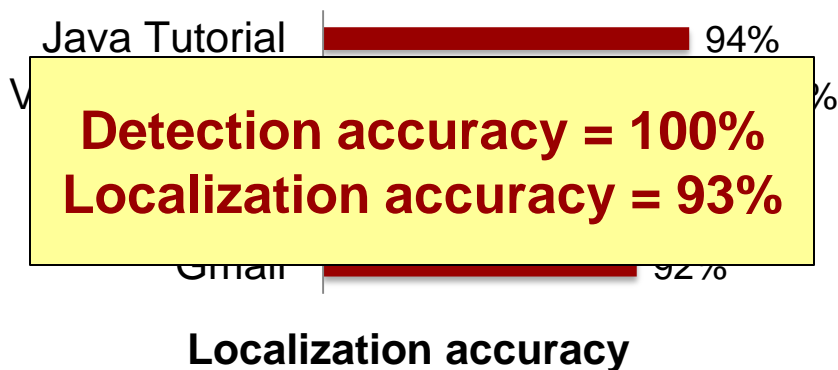 Java Tutorial 94%
V %
Detection accuracy = 100%
Localization accuracy = 93%
Gmail 92%
Localization accuracy